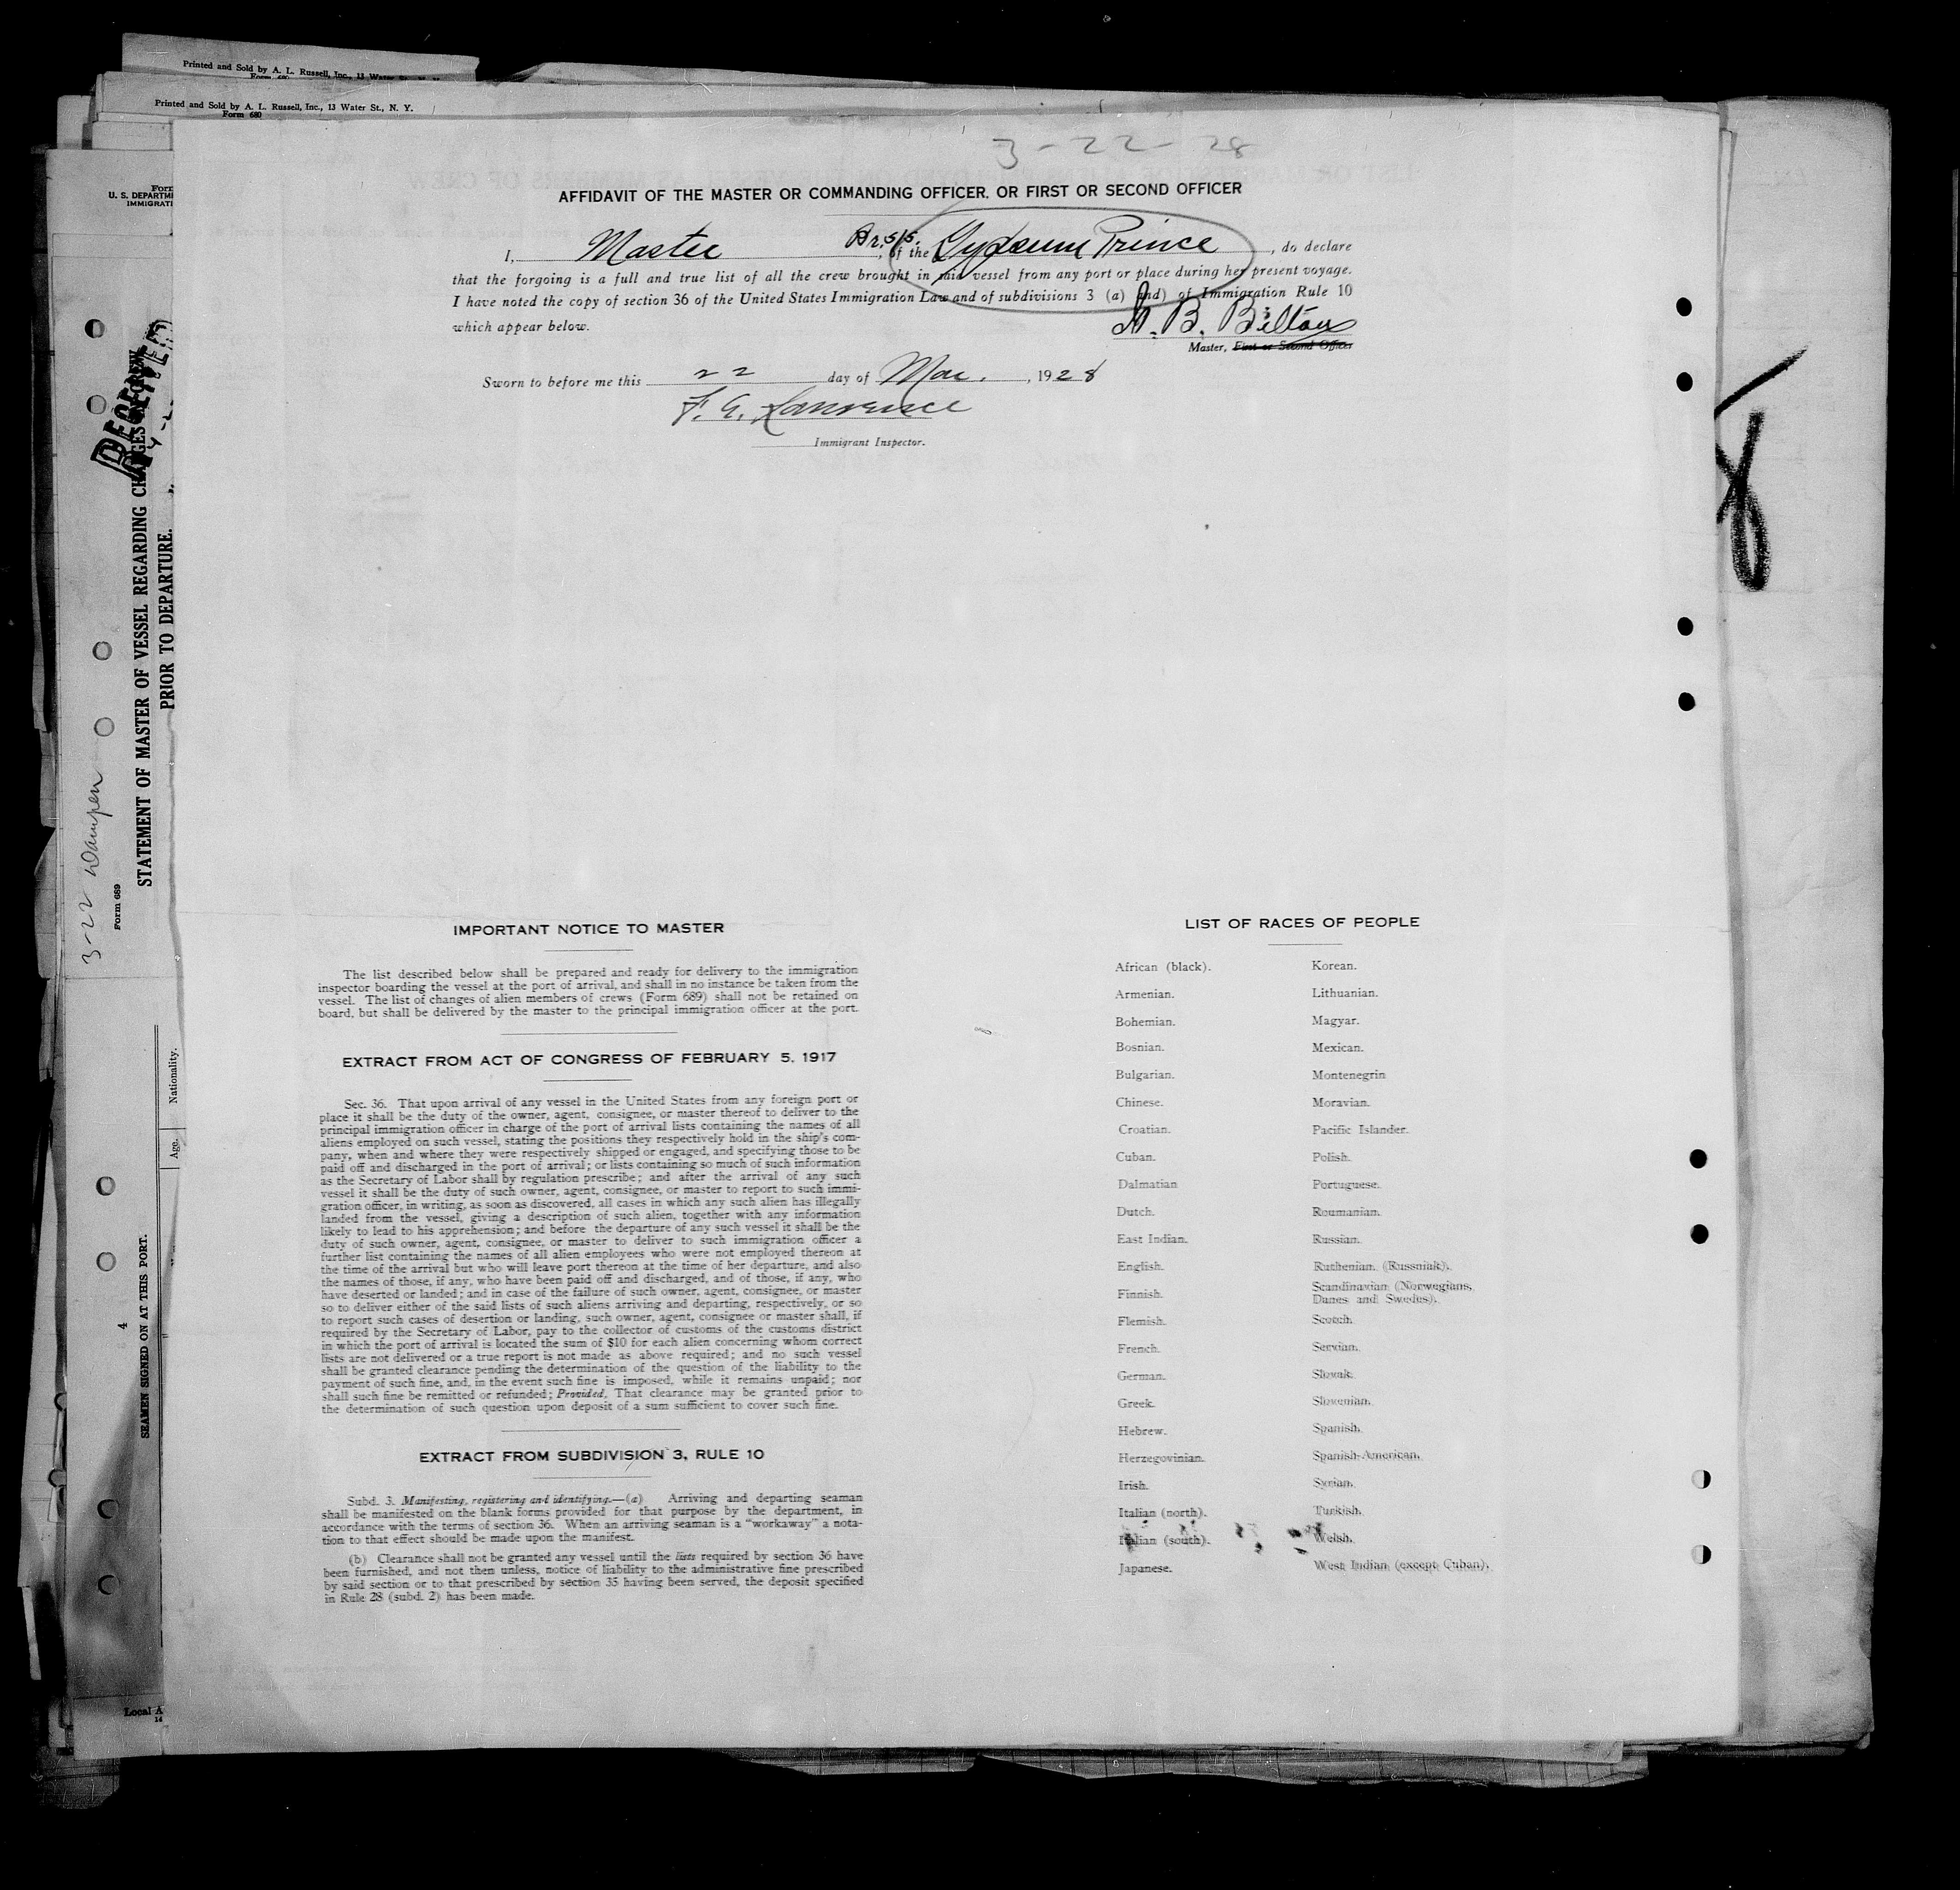 Printed and Sold by A. L. Russell, Inc., 13 Water St., N. Y.
Printed and Sold by A. L. Russell, Inc., 13 Water St., N. Y.
Form 680
U. S. DEPARTM
IMMIGRATI
3-22-28
AFFIDAVIT OF THE MASTER OR COMMANDING OFFICER, OR FIRST OR SECOND OFFICER
I, Master, of the Br. S/S. Prince, do declare
that the forgoing is a full and true list of all the crew brought in said vessel from any port or place during her present voyage.
I have noted the copy of section 36 of the United States Immigration Law and of subdivisions 3 (a) and) of Immigration Rule 10
which appear below.
B. Bilton
Master, First or Second Officer
Sworn to before me this 22 day of Mar., 1928
F. G. Lawrence
Immigrant Inspector.
RECEIVED
STATEMENT OF MASTER OF VESSEL REGARDING CHANGES OF CREW
PRIOR TO DEPARTURE.
3-22
Form 689
Nationality.
Age.
SEAMEN SIGNED ON AT THIS PORT.
4
Local A
14
8
IMPORTANT NOTICE TO MASTER
The list described below shall be prepared and ready for delivery to the immigration
inspector boarding the vessel at the port of arrival, and shall in no instance be taken from the
vessel. The list of changes of alien members of crews (Form 689) shall not be retained on
board, but shall be delivered by the master to the principal immigration officer at the port.
EXTRACT FROM ACT OF CONGRESS OF FEBRUARY 5, 1917
Sec. 36. That upon arrival of any vessel in the United States from any foreign port or
place it shall be the duty of the owner, agent, consignee, or master thereof to deliver to the
principal immigration officer in charge of the port of arrival lists containing the names of all
aliens employed on such vessel, stating the positions they respectively hold in the ship's com-
pany, when and where they were respectively shipped or engaged, and specifying those to be
paid off and discharged in the port of arrival; or lists containing so much of such information
as the Secretary of Labor shall by regulation prescribe; and after the arrival of any such
vessel it shall be the duty of such owner, agent, consignee, or master to report to such immi-
gration officer, in writing, as soon as discovered, all cases in which any such alien has illegally
landed from the vessel, giving a description of such alien, together with any information
likely to lead to his apprehension; and before the departure of any such vessel it shall be the
duty of such owner, agent, consignee, or master to deliver to such immigration officer a
further list containing the names of all alien employees who were not employed thereon at
the time of the arrival but who will leave port thereon at the time of her departure, and also
the names of those, if any, who have been paid off and discharged, and of those, if any, who
have deserted or landed; and in case of the failure of such owner, agent, consignee, or master
so to deliver either of the said lists of such aliens arriving and departing, respectively, or so
to report such cases of desertion or landing, such owner, agent, consignee or master shall, if
required by the Secretary of Labor, pay to the collector of customs of the customs district
in which the port of arrival is located the sum of $10 for each alien concerning whom correct
lists are not delivered or a true report is not made as above required; and no such vessel
shall be granted clearance pending the determination of the question of the liability to the
payment of such fine, and, in the event such fine is imposed, while it remains unpaid; nor
shall such fine be remitted or refunded; Provided, That clearance may be granted prior to
the determination of such question upon deposit of a sum sufficient to cover such fine.
EXTRACT FROM SUBDIVISION 3, RULE 10
Subd. 3. Manifesting, registering and identifying.—(a) Arriving and departing seaman
shall be manifested on the blank forms provided for that purpose by the department, in
accordance with the terms of section 36. When an arriving seaman is a "workaway" a nota-
tion to that effect should be made upon the manifest.
(b) Clearance shall not be granted any vessel until the lists required by section 36 have
been furnished, and not then unless, notice of liability to the administrative fine prescribed
by said section or to that prescribed by section 35 having been served, the deposit specified
in Rule 28 (subd. 2) has been made.
LIST OF RACES OF PEOPLE
African (black).
Armenian.
Bohemian.
Bosnian.
Bulgarian.
Chinese.
Croatian.
Cuban.
Dalmatian
Dutch.
East Indian.
English.
Finnish.
Flemish.
French.
German.
Greek.
Hebrew.
Herzegovinian.
Irish.
Italian (north).
Italian (south).
Japanese.
Korean.
Lithuanian.
Magyar.
Mexican.
Montenegrin
Moravian.
Pacific Islander.
Polish.
Portuguese.
Roumanian.
Russian.
Ruthenian. (Russniak).
Scandinavian (Norwegians,
Danes and Swedes).
Scotch.
Servian.
Slovak.
Slovenian.
Spanish.
Spanish-American.
Syrian.
Turkish.
Welsh.
West Indian (except Cuban).